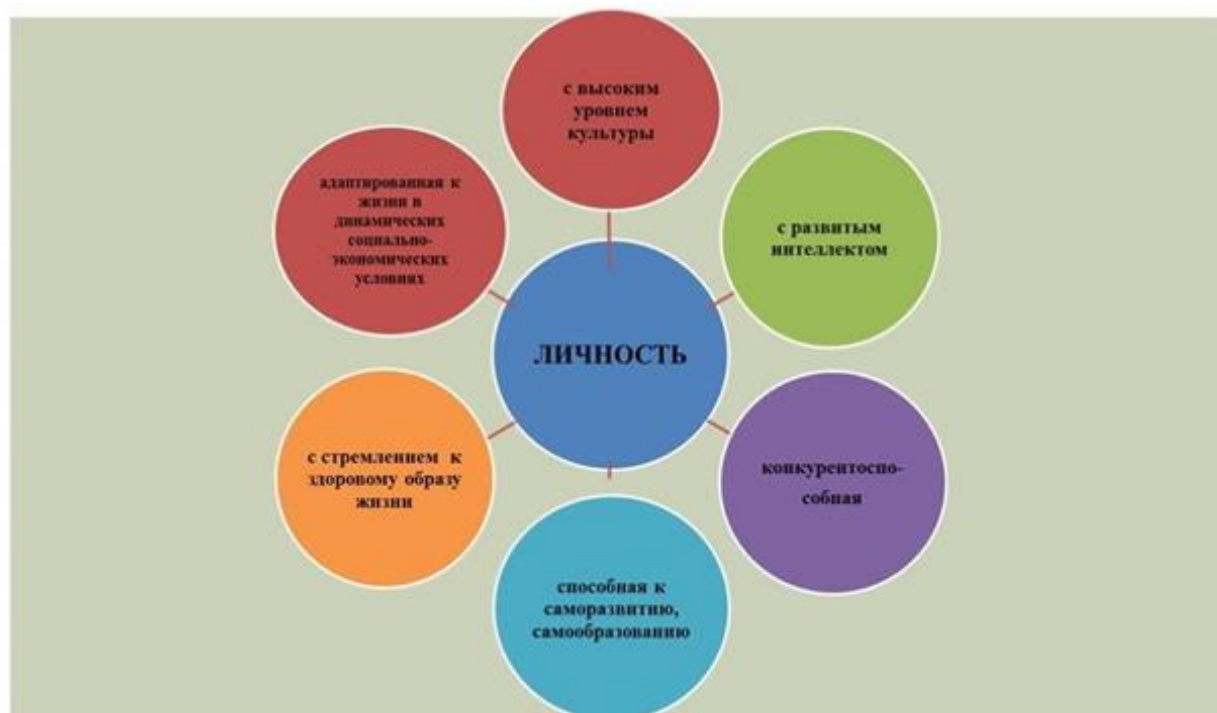 с высоким
уровнем
культуры
с развитым
интеллектом
конкурентоспо-
собная
способная к
саморазвитию,
самообразованию
с стремлением к
здоровому образу
жизни
адаптированная к
жизни в
динамических
социально-
экономических
условиях
ЛИЧНОСТЬ